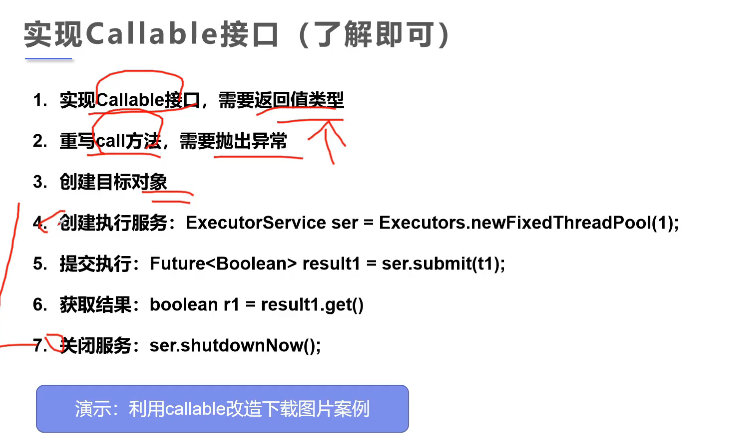 实现Callable接口（了解即可）
1. 实现Callable接口，需要返回值类型
2. 重写call方法，需要抛出异常
3. 创建目标对象
4. 创建执行服务：ExecutorService ser = Executors.newFixedThreadPool(1);
5. 提交执行：Future<Boolean> result1 = ser.submit(t1);
6. 获取结果：boolean r1 = result1.get()
7. 关闭服务：ser.shutdownNow();
演示：利用callable改造下载图片案例